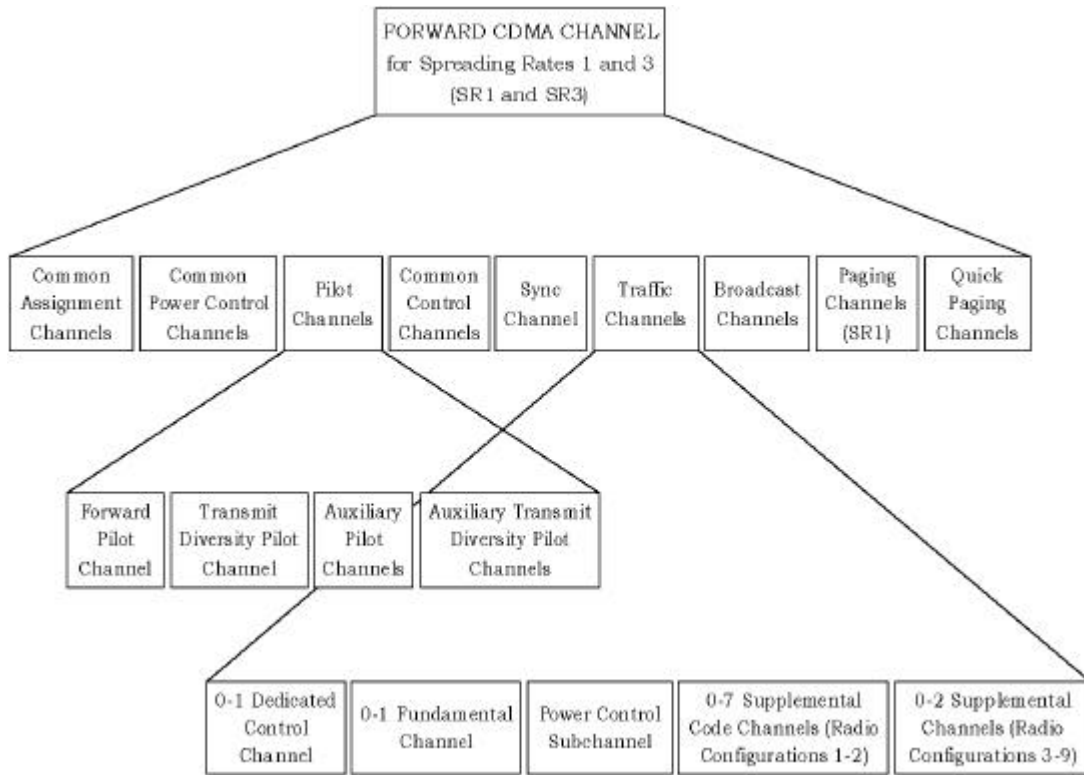 FORWARD CDMA CHANNEL
for Spreading Rates 1 and 3
(SR1 and SR3)
Common
Assignment
Channels
Common
Power Control
Channels
Pilot
Channels
Common
Control
Channels
Sync
Channel
Traffic
Channels
Broadcast
Channels
Paging
Channels
(SR1)
Quick
Paging
Channels
Forward
Pilot
Channel
Transmit
Diversity Pilot
Channel
Auxiliary
Pilot
Channels
Auxiliary Transmit
Diversity Pilot
Channels
0-1 Dedicated
Control
Channel
0-1 Fundamental
Channel
Power Control
Subchannel
0-7 Supplemental
Code Channels (Radio
Configurations 1-2)
0-2 Supplemental
Channels (Radio
Configurations 3-9)